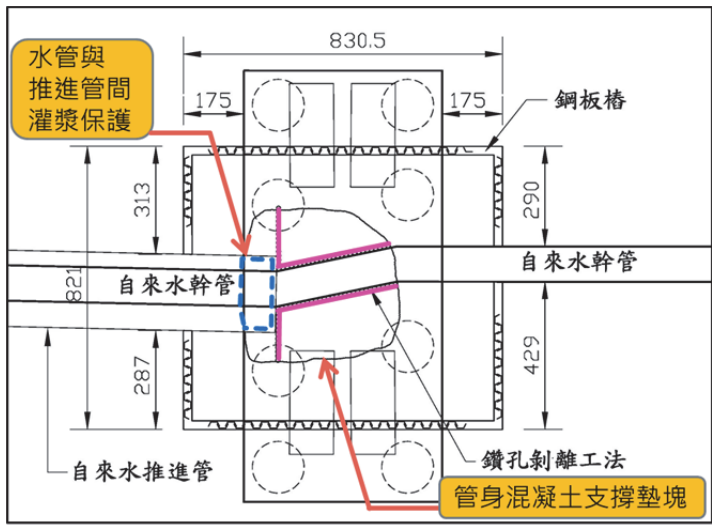 830.5
水管與
推進管間
灌漿保護
175
175
鋼板樁
313
290
自來水幹管
自來水幹管
821
287
429
自來水推進管
鑽孔剝離工法
管身混凝土支撐墊塊